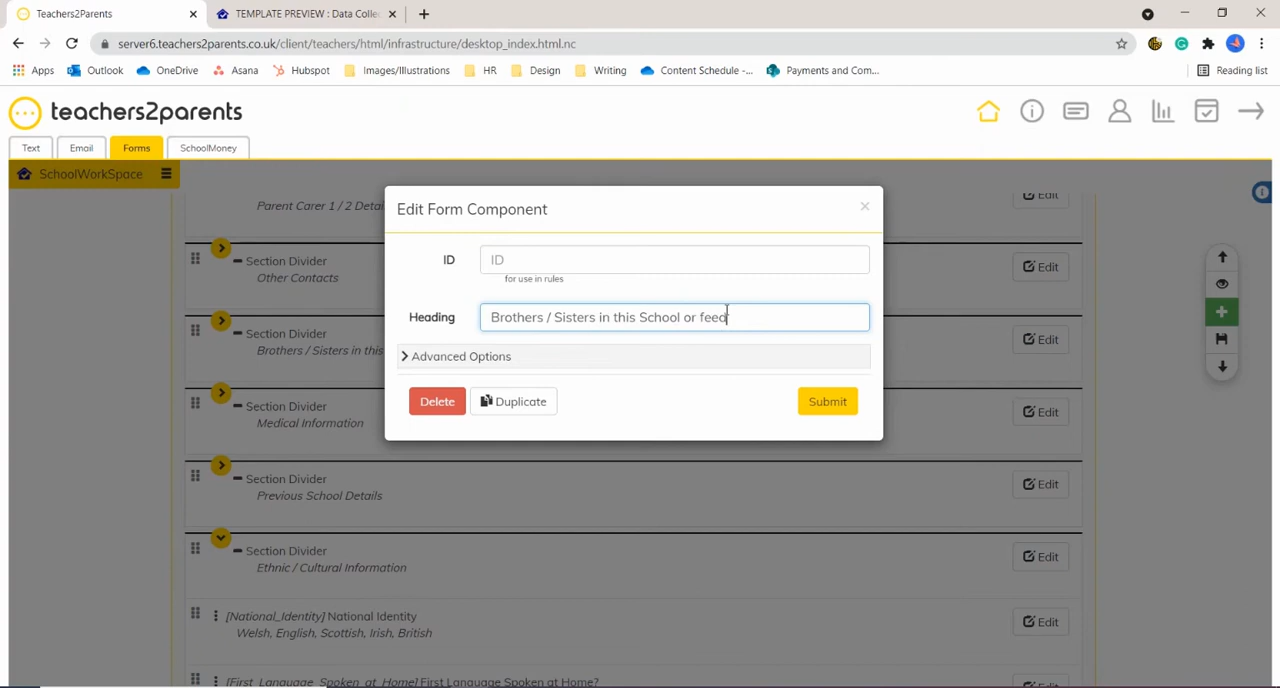 Teachers2Parents
TEMPLATE PREVIEW : Data Colle
server6.teachers2parents.co.uk/client/teachers/html/infrastructure/desktop_index.html.nc
Apps
Outlook
OneDrive
Asana
Hubspot
Images/Illustrations
HR
Design
Writing
Content Schedule -...
Payments and Com...
Reading list
teachers2parents
Text
Email
Forms
SchoolMoney
SchoolWorkSpace
Parent Carer 1 / 2 Detai
Edit
Section Divider
Other Contacts
Edit
Section Divider
Brothers / Sisters in this
Edit
Section Divider
Medical Information
Edit
Section Divider
Previous School Details
Edit
Section Divider
Ethnic / Cultural Information
Edit
[National_Identity] National Identity
Welsh, English, Scottish, Irish, British
Edit
[First_Language_Spoken_at_Home] First Language Spoken at Home?
Edit
Edit Form Component
ID
ID
for use in rules
Heading
Brothers / Sisters in this School or feed
Advanced Options
Delete
Duplicate
Submit